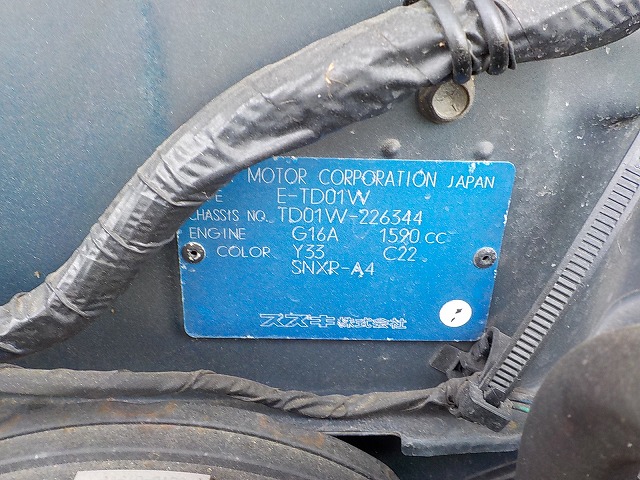 MOTOR CORPORATION JAPAN
E-TD01W
CHASSIS NO. TD01W-226344
ENGINE G16A 1590 CC
COLOR Y33 C22
SNXR-A4
スズキ株式会社